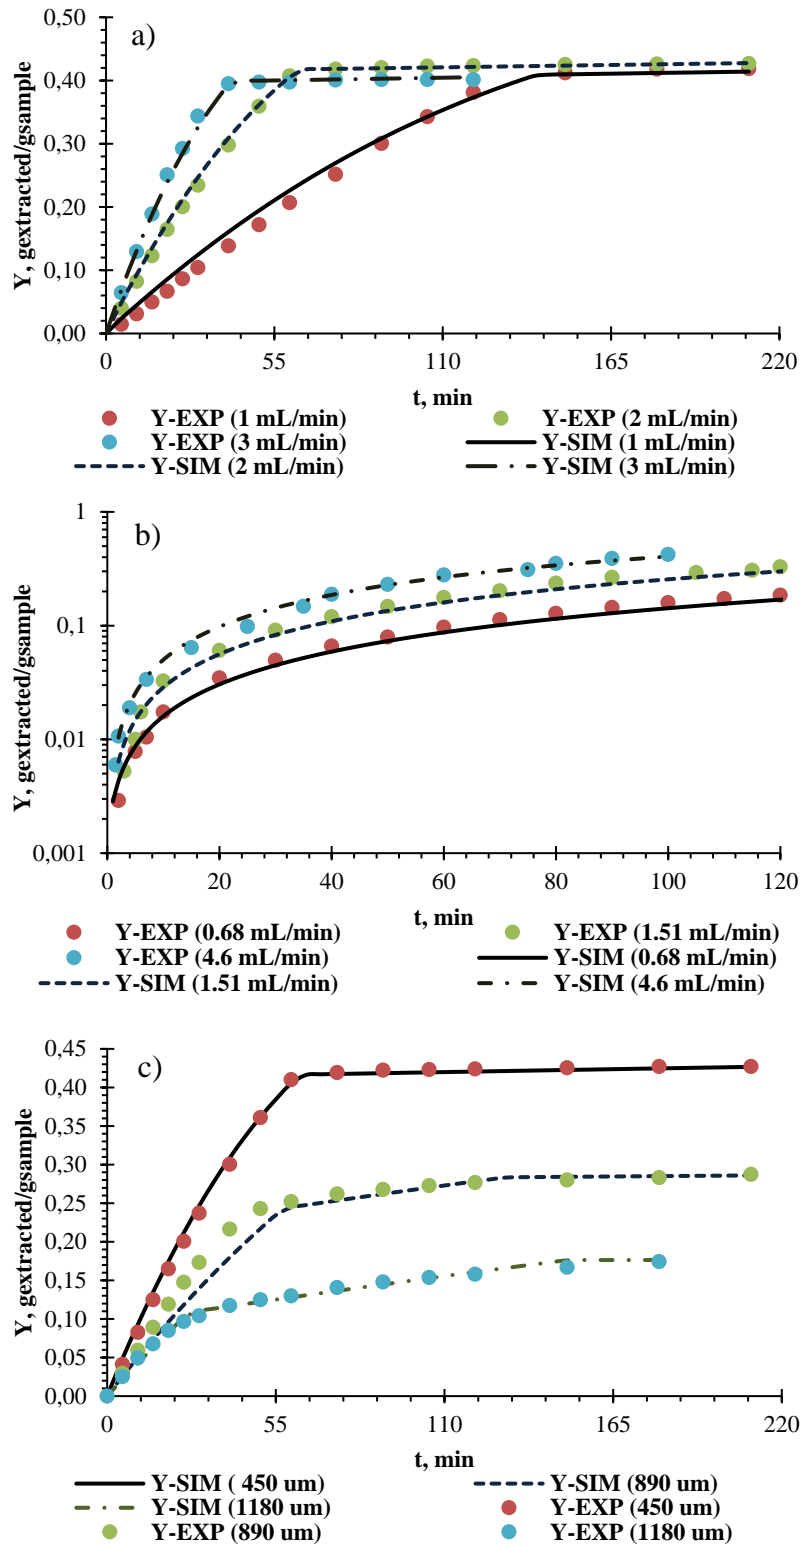 a)
0,50
0,40
0,30
0,20
0,10
0,00
Y, gextracted/gsample
0 55 110 165 220
t, min
Y-EXP (1 mL/min) Y-EXP (2 mL/min)
Y-EXP (3 mL/min) Y-SIM (1 mL/min)
Y-SIM (2 mL/min) Y-SIM (3 mL/min)
b)
1
0.1
0.01
0,001
Y, gextracted/gsample
0 20 40 60 80 100 120
t, min
Y-EXP (0.68 mL/min) Y-EXP (1.51 mL/min)
Y-EXP (4.6 mL/min) Y-SIM (0.68 mL/min)
Y-SIM (1.51 mL/min) Y-SIM (4.6 mL/min)
c)
0,45
0,40
0,35
0,30
0,25
0,20
0,15
0,10
0,05
0,00
Y, gextracted/gsample
0 55 110 165 220
t, min
Y-SIM ( 450 um) Y-SIM (890 um)
Y-SIM (1180 um) Y-EXP (450 um)
Y-EXP (890 um) Y-EXP (1180 um)